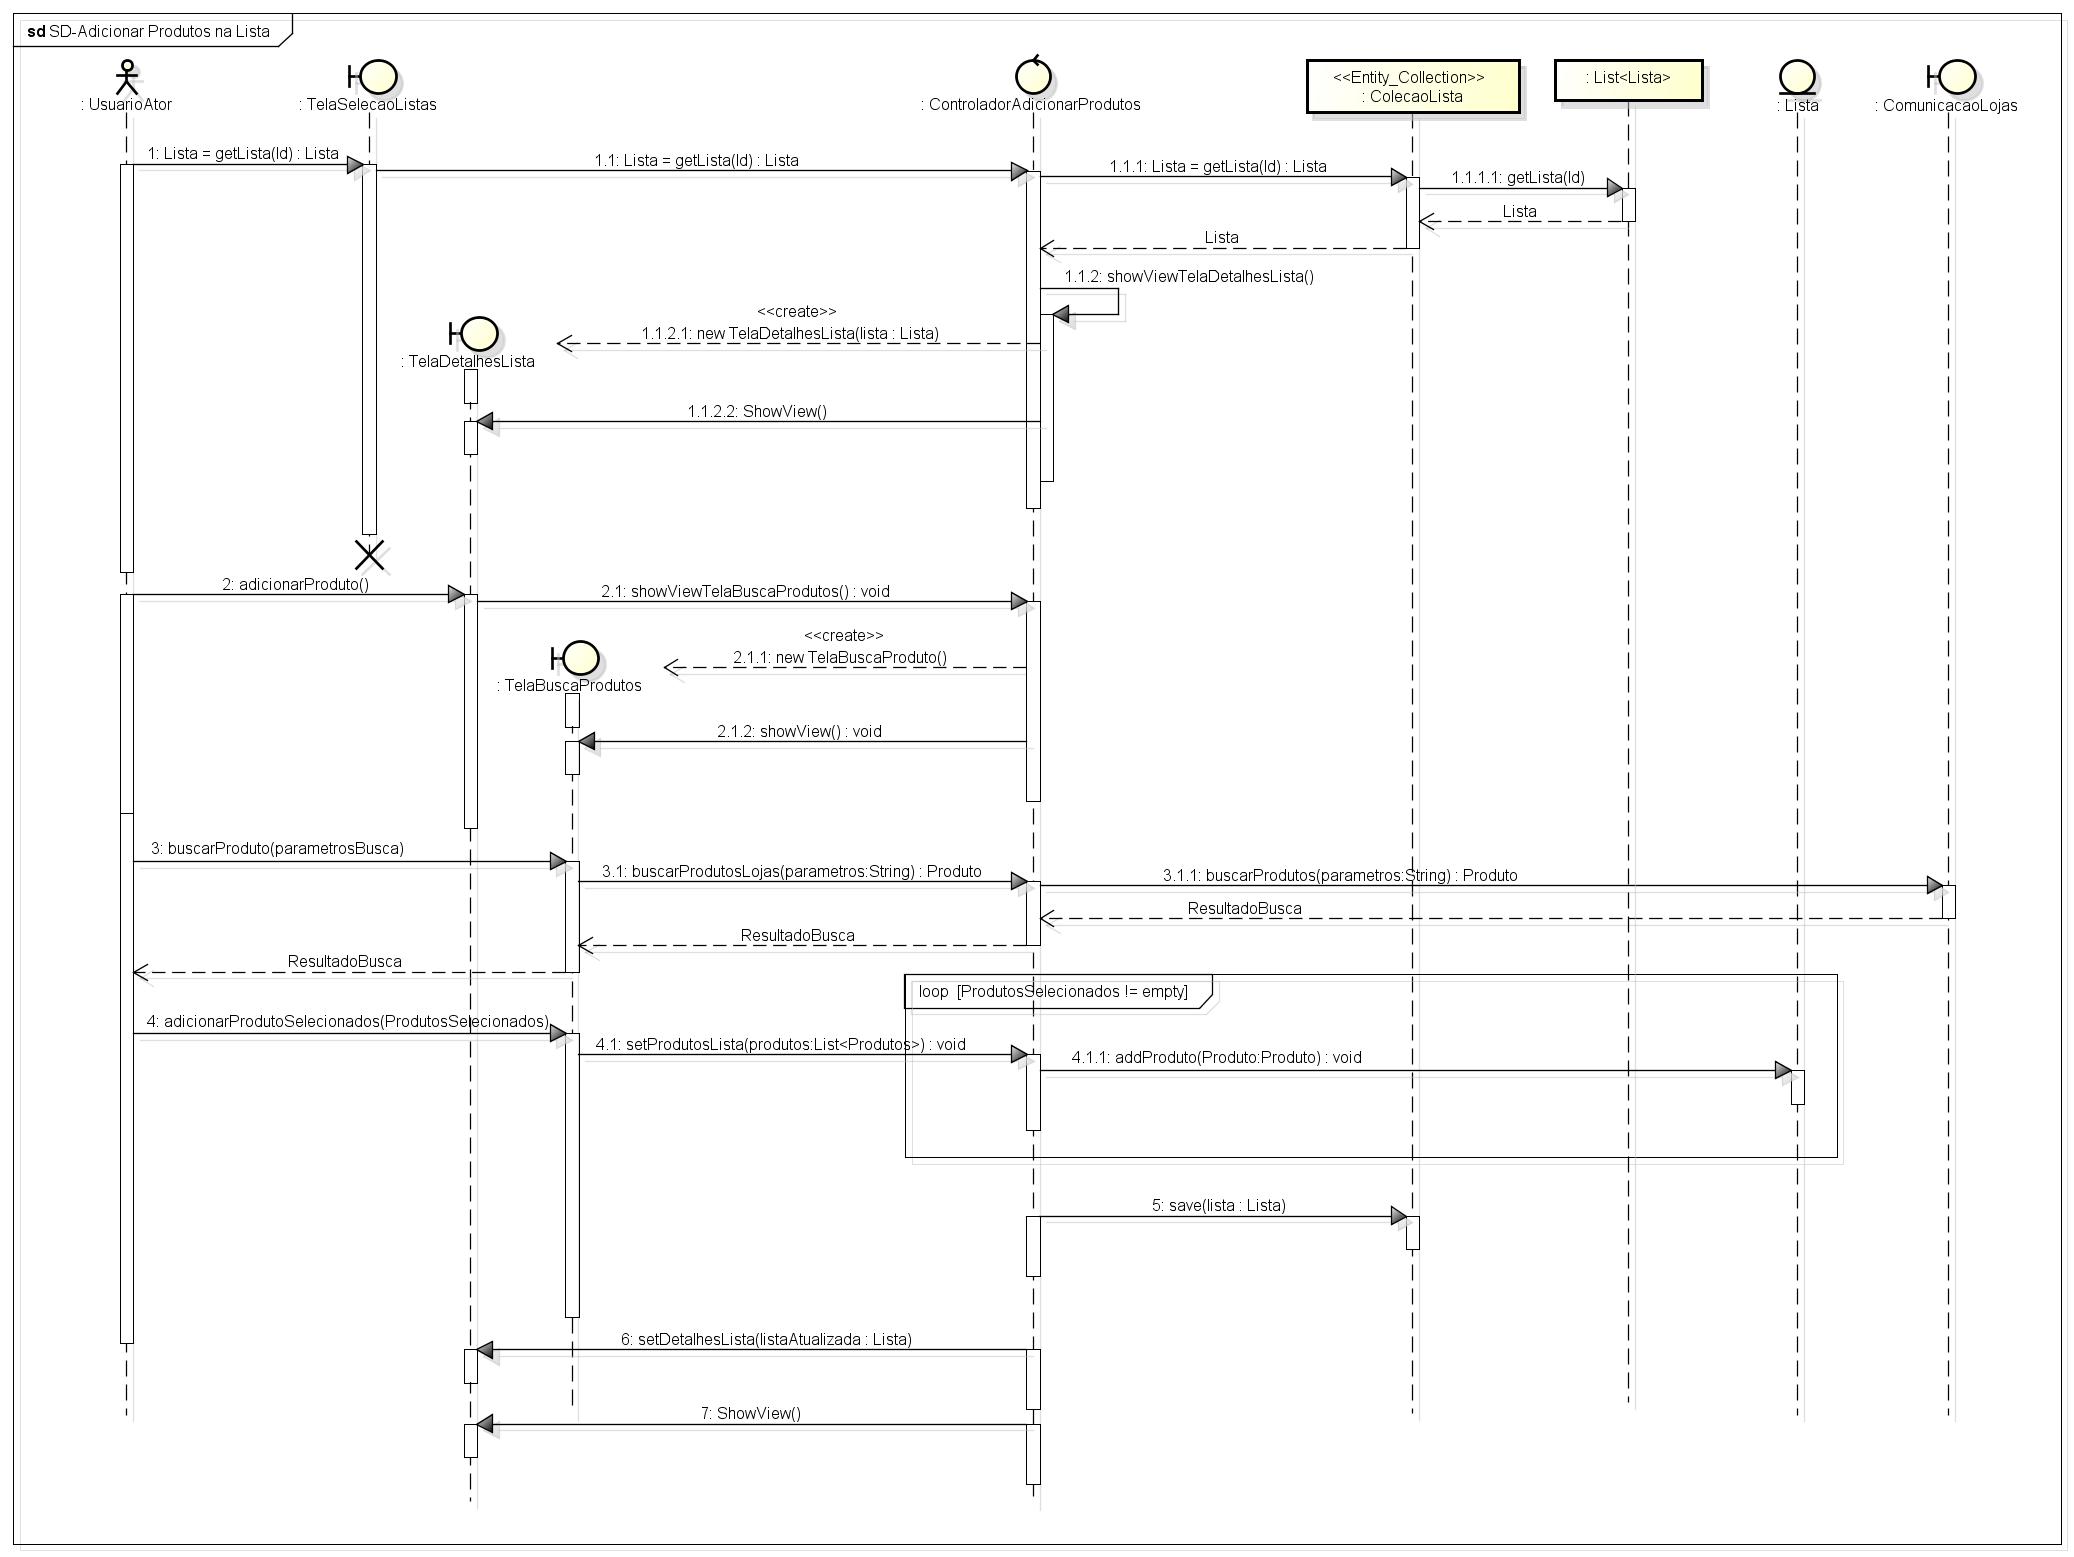 sd SD-Adicionar Produtos na Lista
: UsuarioAtor
: TelaSelecaoListas
: ControladorAdicionarProdutos
<<Entity_Collection>>
: ColecaoLista
: List<Lista>
: Lista
: ComunicacaoLojas
1: Lista = getLista(Id) : Lista
1.1: Lista = getLista(Id) : Lista
1.1.1: Lista = getLista(Id) : Lista
1.1.1.1: getLista(Id)
Lista
Lista
1.1.2: showViewTelaDetalhesLista()
<<create>>
1.1.2.1: new TelaDetalhesLista(lista : Lista)
: TelaDetalhesLista
1.1.2.2: ShowView()
2: adicionarProduto()
2.1: showViewTelaBuscaProdutos() : void
<<create>>
2.1.1: new TelaBuscaProduto()
: TelaBuscaProdutos
2.1.2: showView() : void
3: buscarProduto(parametrosBusca)
3.1: buscarProdutosLojas(parametros:String) : Produto
3.1.1: buscarProdutos(parametros:String) : Produto
ResultadoBusca
ResultadoBusca
ResultadoBusca
loop [ProdutosSelecionados != empty]
4: adicionarProdutoSelecionados(ProdutosSelecionados)
4.1: setProdutosLista(produtos:List<Produtos>) : void
4.1.1: addProduto(Produto:Produto) : void
5: save(lista : Lista)
6: setDetalhesLista(listaAtualizada : Lista)
7: ShowView()